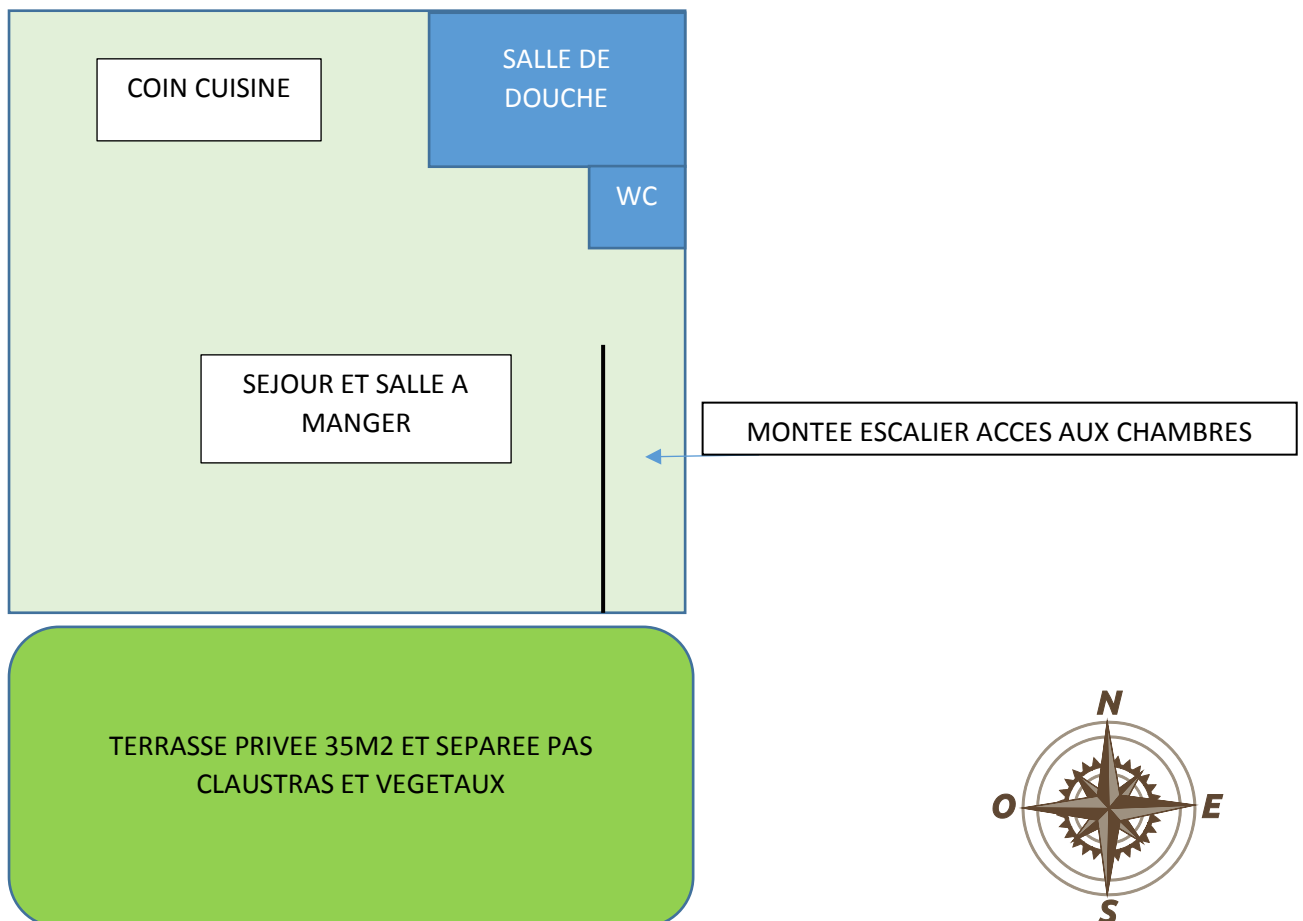 COIN CUISINE
SALLE DE
DOUCHE
WC
SEJOUR ET SALLE A
MANGER
MONTEE ESCALIER ACCES AUX CHAMBRES
TERRASSE PRIVEE 35M2 ET SEPAREE PAS
CLAUSTRAS ET VEGETAUX
N
O
E
S